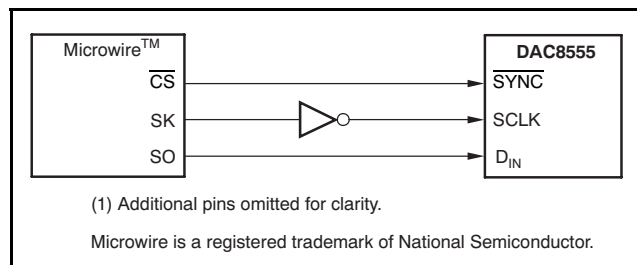 Microwire™ DAC8555
CS SYNC
SK SCLK
SO DIN
(1) Additional pins omitted for clarity.
Microwire is a registered trademark of National Semiconductor.